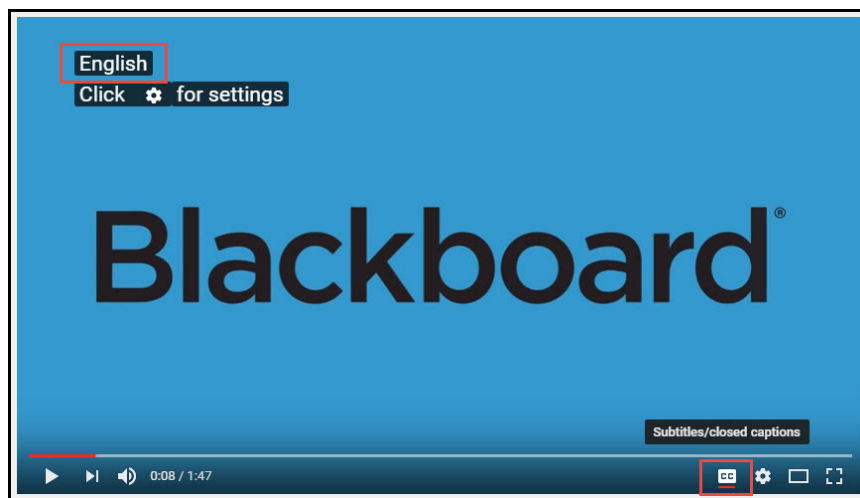 English
Click for settings
Blackboard®
Subtitles/closed captions
0:08 / 1:47 CC